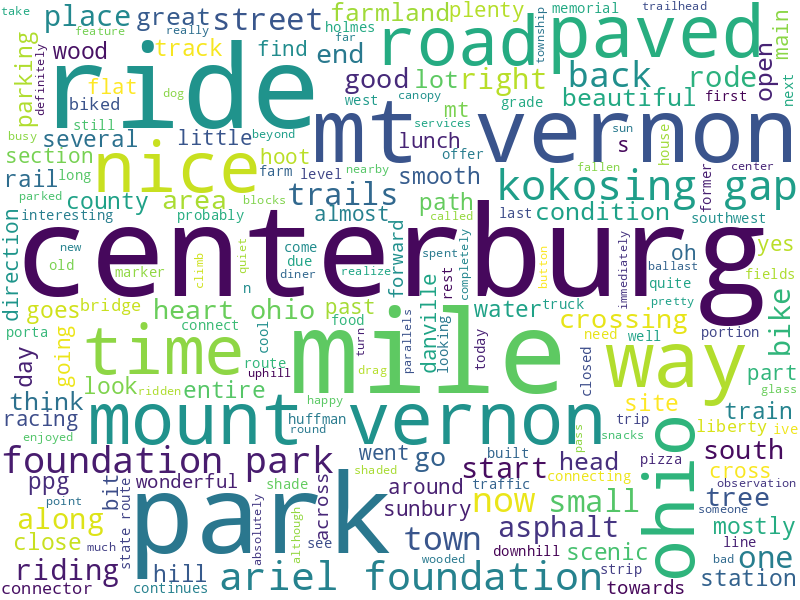 take
place
great
street
farmland
plenty
trailhead
feature
really
holmes
memorial
main
parking
definitely
wood
track
find
end
road
paved
far
township
flat
ride
good
lot
right
back
rode
open
next
biked
dog
west
canopy
mt
grade
beautiful
first
busy
still
several
little
beyond
mt vernon
services
sun
s
house
section
nice
hoot
lunch
offer
fallen
former
center
rail
long
farm
level
smooth
nearby
kokosing gap
parked
county
area
blocks
trails
path
called
last
condition
southwest
interesting
probably
almost
direction
centerburg
oh
yes
new
old
marker
climb
quiet
n
come
due
diner
realize
forward
spent
rest
completely
button
immediately
ballast
quite
pretty
fields
goes
bridge
heart ohio
past
danville
looking
water
truck
crossing
portion
bike
porta
connect
cool
food
turn
parallels
today
need
well
going
day
time
mile
way
route
uphill
drag
closed
part
glass
look
ridden
entire
happy
site
train
think
racing
enjoyed
mount vernon
huffman
round
trip
liberty
ive
foundation park
went
go
built
snacks
pass
ohio
south
start
head
pizza
cross
ppg
bit
wonderful
shade
shaded
across
around
traffic
connecting
observation
along
point
state route
park
absolutely
although
see
sunbury
now
small
tree
someone
close
much
town
asphalt
mostly
line
one
riding
hill
wooded
downhill
scenic
bad
station
connector
continues
ariel foundation
strip
towards